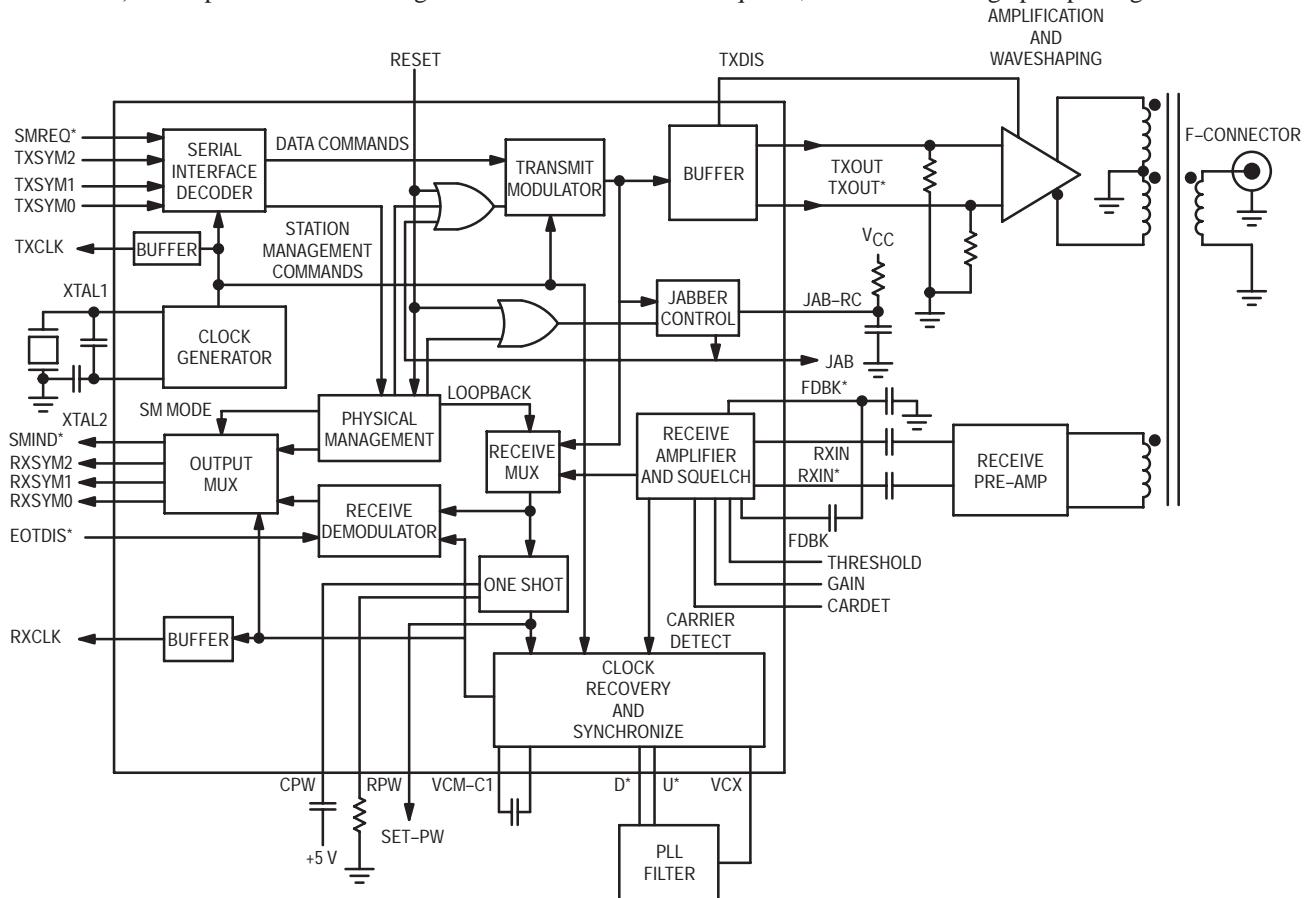 AMPLIFICATION
AND
WAVESHAPING
RESET
TXDIS
SMREQ*
TXSYM2
TXSYM1
TXSYM0
SERIAL
INTERFACE
DECODER
DATA COMMANDS
TRANSMIT
MODULATOR
BUFFER
TXOUT
TXOUT*
F–CONNECTOR
STATION
MANAGEMENT
COMMANDS
TXCLK
BUFFER
VCC
XTAL1
CLOCK
GENERATOR
JABBER
CONTROL
JAB–RC
JAB
XTAL2
SM MODE
PHYSICAL
MANAGEMENT
LOOPBACK
FDBK*
SMIND*
RXSYM2
RXSYM1
RXSYM0
OUTPUT
MUX
RECEIVE
MUX
RECEIVE
AMPLIFIER
AND SQUELCH
RXIN
RXIN*
RECEIVE
PRE–AMP
EOTDIS*
RECEIVE
DEMODULATOR
FDBK
THRESHOLD
GAIN
CARDET
ONE SHOT
CARRIER
DETECT
RXCLK
BUFFER
CLOCK
RECOVERY
AND
SYNCHRONIZE
CPW
RPW
VCM–C1
D*
U*
VCX
SET–PW
+5 V
PLL
FILTER